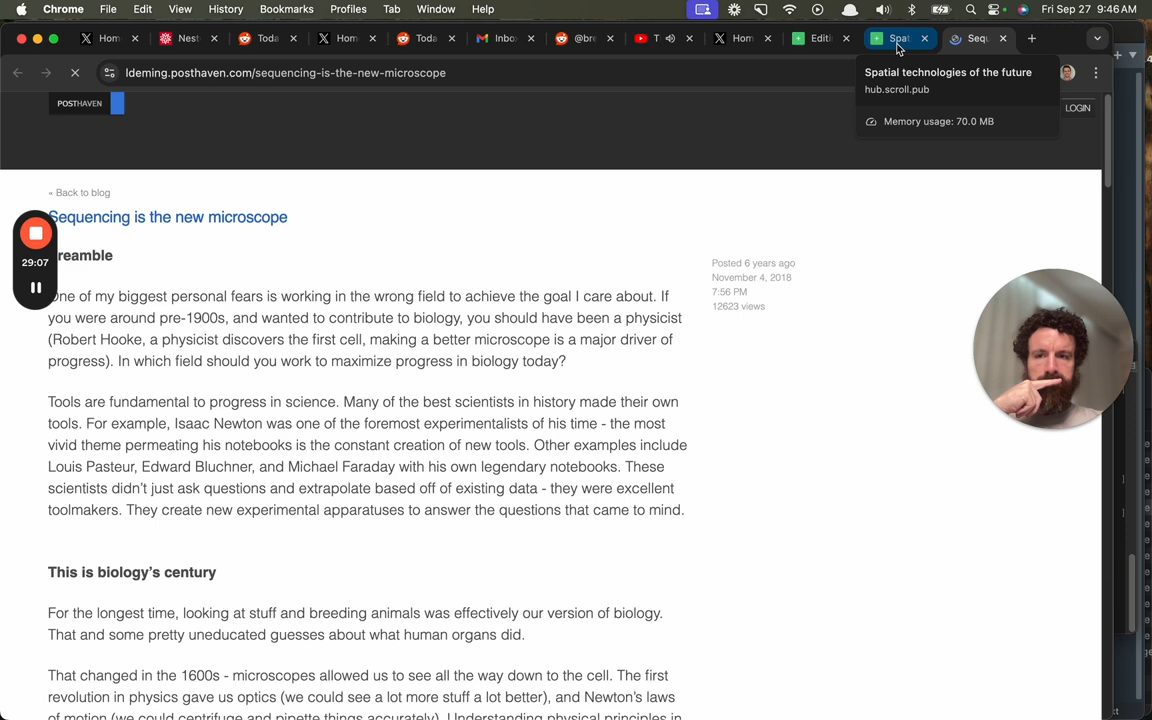 Chrome File Edit View History Bookmarks Profiles Tab Window Help Fri Sep 27 9:46 AM
Hom Nest Toda Hom Toda Inbo @bre T Hom Editi Spat Sequ
ldeming.posthaven.com/sequencing-is-the-new-microscope
Spatial technologies of the future
hub.scroll.pub
Memory usage: 70.0 MB
POSTHAVEN
LOGIN
« Back to blog
Sequencing is the new microscope
reamble
Posted 6 years ago
November 4, 2018
7:56 PM
12623 views
29:07
One of my biggest personal fears is working in the wrong field to achieve the goal I care about. If
you were around pre-1900s, and wanted to contribute to biology, you should have been a physicist
(Robert Hooke, a physicist discovers the first cell, making a better microscope is a major driver of
progress). In which field should you work to maximize progress in biology today?
Tools are fundamental to progress in science. Many of the best scientists in history made their own
tools. For example, Isaac Newton was one of the foremost experimentalists of his time - the most
vivid theme permeating his notebooks is the constant creation of new tools. Other examples include
Louis Pasteur, Edward Bluchner, and Michael Faraday with his own legendary notebooks. These
scientists didn't just ask questions and extrapolate based off of existing data - they were excellent
toolmakers. They create new experimental apparatuses to answer the questions that came to mind.
This is biology's century
For the longest time, looking at stuff and breeding animals was effectively our version of biology.
That and some pretty uneducated guesses about what human organs did.
That changed in the 1600s - microscopes allowed us to see all the way down to the cell. The first
revolution in physics gave us optics (we could see a lot more stuff a lot better), and Newton's laws
of motion (we could centrifuge and pipette things accurately). Understanding physical principles in